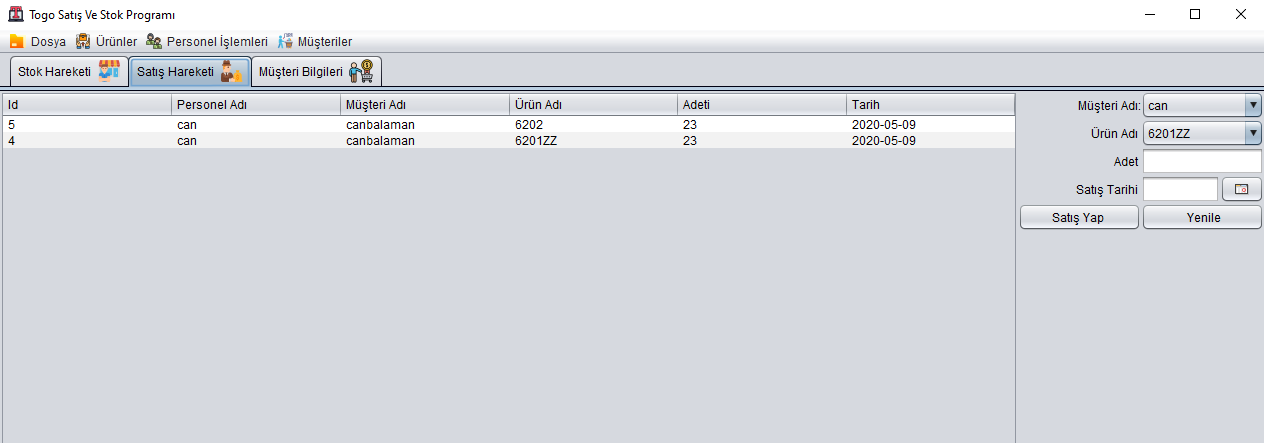 Togo Satış Ve Stok Programı
Dosya Ürünler Personel İşlemleri Müşteriler
Stok Hareketi Satış Hareketi Müşteri Bilgileri
Id Personel Adı Müşteri Adı Ürün Adı Adeti Tarih
5 can canbalaman 6202 23 2020-05-09
4 can canbalaman 6201ZZ 23 2020-05-09
Müşteri Adı: can
Ürün Adı 6201ZZ
Adet
Satış Tarihi
Satış Yap Yenile